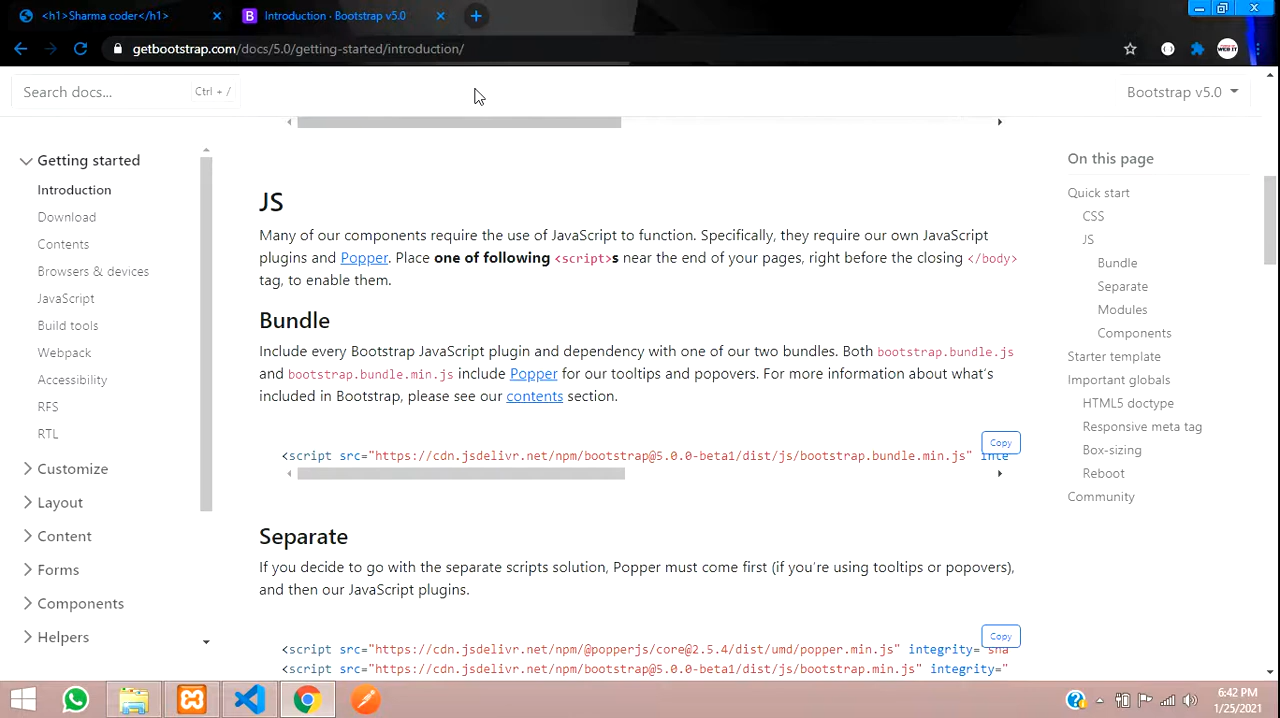 <h1>Sharma coder</h1>
Introduction · Bootstrap v5.0
getbootstrap.com/docs/5.0/getting-started/introduction/
WEB IT
Search docs...
Ctrl + /
Bootstrap v5.0
Getting started
Introduction
Download
Contents
Browsers & devices
JavaScript
Build tools
Webpack
Accessibility
RFS
RTL
Customize
Layout
Content
Forms
Components
Helpers
JS
Many of our components require the use of JavaScript to function. Specifically, they require our own JavaScript
plugins and Popper. Place one of following <script>s near the end of your pages, right before the closing </body>
tag, to enable them.
Bundle
Include every Bootstrap JavaScript plugin and dependency with one of our two bundles. Both bootstrap.bundle.js
and bootstrap.bundle.min.js include Popper for our tooltips and popovers. For more information about what's
included in Bootstrap, please see our contents section.
Copy
<script src="https://cdn.jsdelivr.net/npm/bootstrap@5.0.0-beta1/dist/js/bootstrap.bundle.min.js" inte
Separate
If you decide to go with the separate scripts solution, Popper must come first (if you're using tooltips or popovers),
and then our JavaScript plugins.
Copy
<script src="https://cdn.jsdelivr.net/npm/@popperjs/core@2.5.4/dist/umd/popper.min.js" integrity="sha
<script src="https://cdn.jsdelivr.net/npm/bootstrap@5.0.0-beta1/dist/js/bootstrap.min.js" integrity="
On this page
Quick start
CSS
JS
Bundle
Separate
Modules
Components
Starter template
Important globals
HTML5 doctype
Responsive meta tag
Box-sizing
Reboot
Community
6:42 PM
1/25/2021